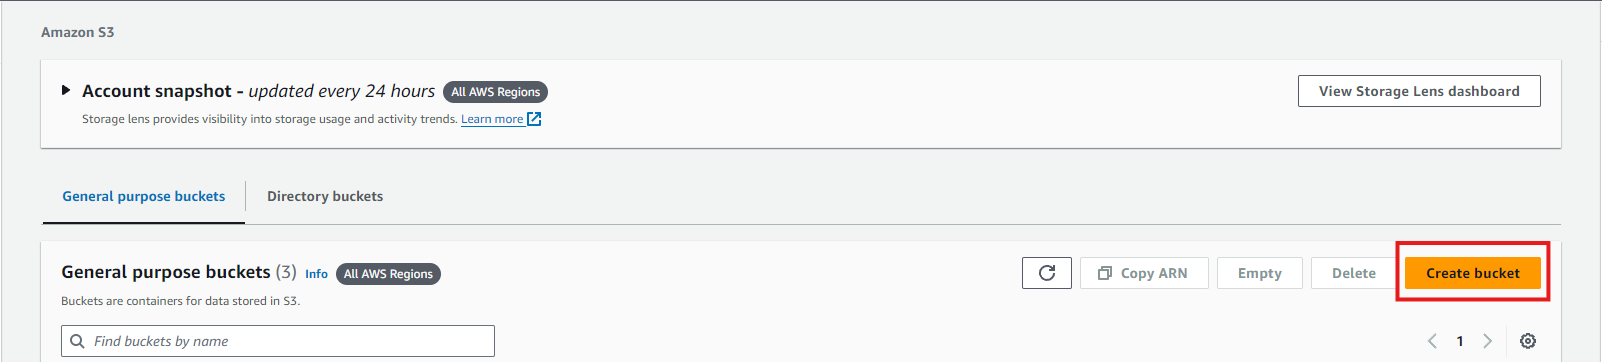 Amazon S3
Account snapshot - updated every 24 hours All AWS Regions View Storage Lens dashboard
Storage lens provides visibility into storage usage and activity trends. Learn more
General purpose buckets Directory buckets
General purpose buckets (3) Info All AWS Regions Copy ARN Empty Delete Create bucket
Buckets are containers for data stored in S3.
Find buckets by name 1